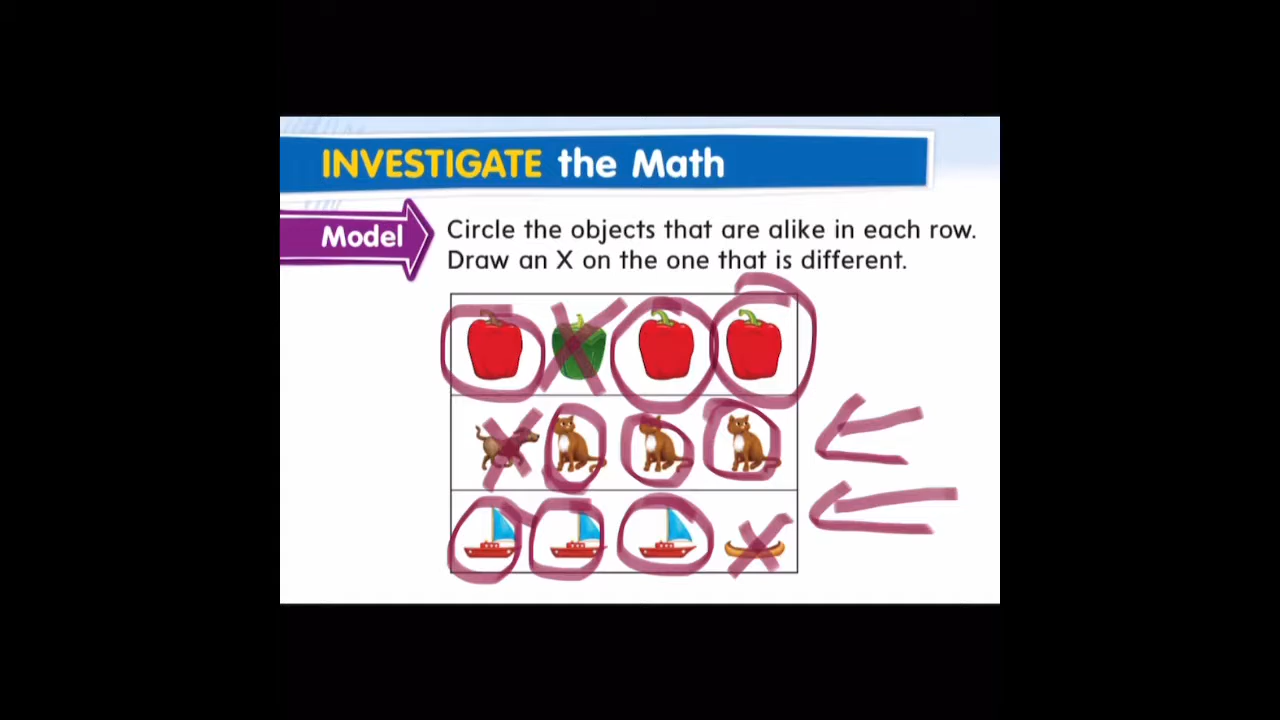 INVESTIGATE the Math
Model
Circle the objects that are alike in each row.
Draw an X on the one that is different.